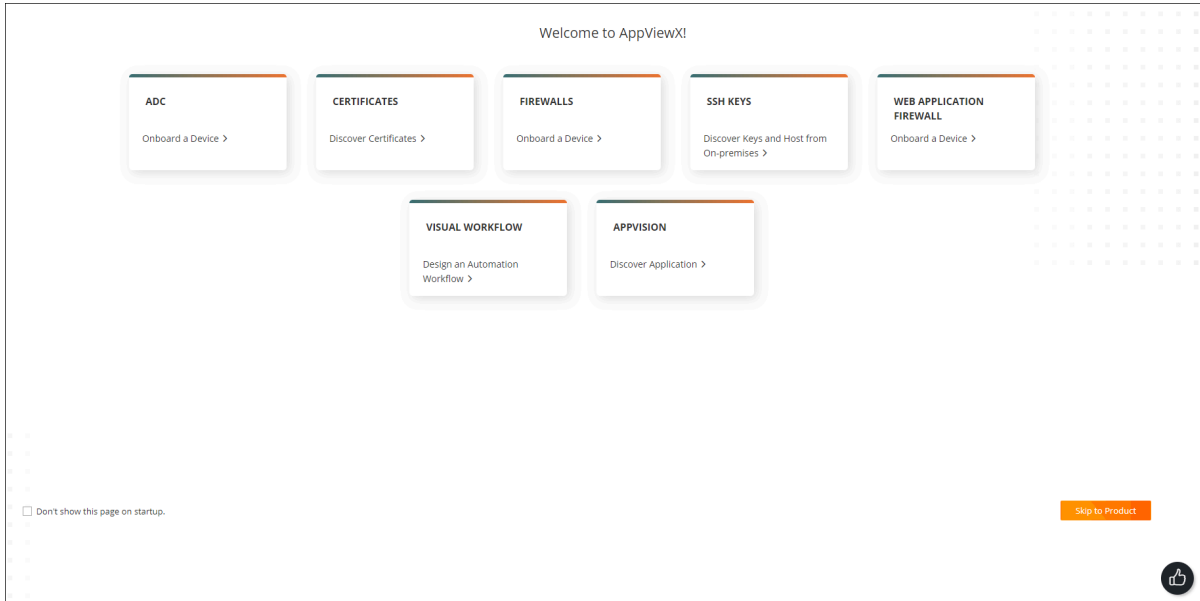 Welcome to AppViewX!
ADC
Onboard a Device >
CERTIFICATES
Discover Certificates >
FIREWALLS
Onboard a Device >
SSH KEYS
Discover Keys and Host from
On-premises >
WEB APPLICATION
FIREWALL
Onboard a Device >
VISUAL WORKFLOW
Design an Automation
Workflow >
APPVISION
Discover Application >
Don't show this page on startup.
Skip to Product